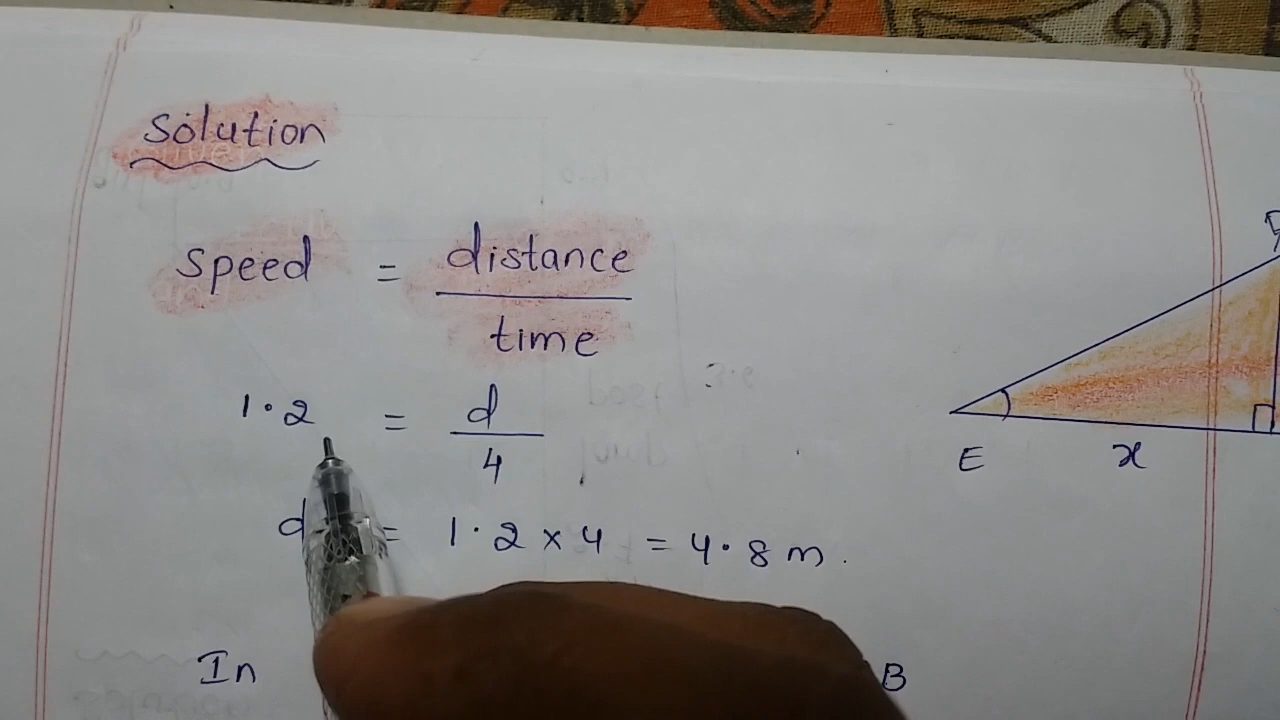 Solution
Speed = distance / time
1.2 = d / 4
d = 1.2 × 4 = 4.8 m.
E x
In B